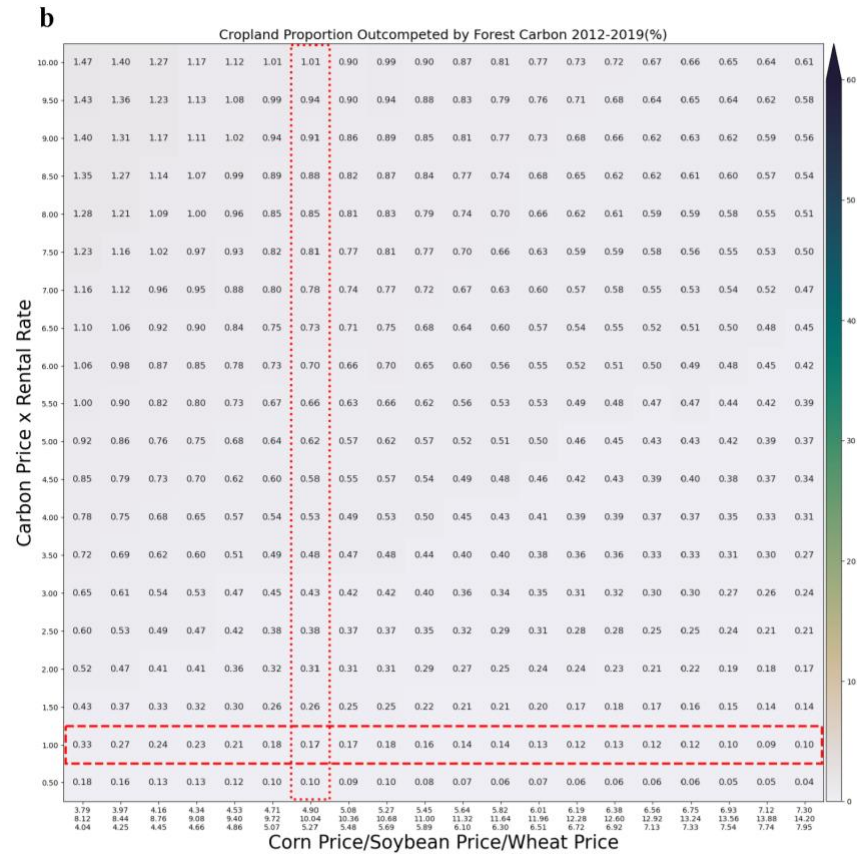 b
Cropland Proportion Outcompeted by Forest Carbon 2012-2019(%)
10.00 1.47 1.40 1.27 1.17 1.12 1.01 1.01 0.90 0.99 0.90 0.87 0.81 0.77 0.73 0.72 0.67 0.66 0.65 0.64 0.61
9.50 1.43 1.36 1.23 1.13 1.08 0.99 0.94 0.90 0.94 0.88 0.83 0.79 0.76 0.71 0.68 0.64 0.65 0.64 0.62 0.58
9.00 1.40 1.31 1.17 1.11 1.02 0.94 0.91 0.86 0.89 0.85 0.81 0.77 0.73 0.68 0.66 0.62 0.63 0.62 0.59 0.56
8.50 1.35 1.27 1.14 1.07 0.99 0.89 0.88 0.82 0.87 0.84 0.77 0.74 0.68 0.65 0.62 0.62 0.61 0.60 0.57 0.54
8.00 1.28 1.21 1.09 1.00 0.96 0.85 0.85 0.81 0.83 0.79 0.74 0.70 0.66 0.62 0.61 0.59 0.59 0.58 0.55 0.51
7.50 1.23 1.16 1.02 0.97 0.93 0.82 0.81 0.77 0.81 0.77 0.70 0.66 0.63 0.59 0.59 0.58 0.56 0.55 0.53 0.50
7.00 1.16 1.12 0.96 0.95 0.88 0.80 0.78 0.74 0.77 0.72 0.67 0.63 0.60 0.57 0.58 0.55 0.53 0.54 0.52 0.47
6.50 1.10 1.06 0.92 0.90 0.84 0.75 0.73 0.71 0.75 0.68 0.64 0.60 0.57 0.54 0.55 0.52 0.51 0.50 0.48 0.45
6.00 1.06 0.98 0.87 0.85 0.78 0.73 0.70 0.66 0.70 0.65 0.60 0.56 0.55 0.52 0.51 0.50 0.49 0.48 0.45 0.42
5.50 1.00 0.90 0.82 0.80 0.73 0.67 0.66 0.63 0.66 0.62 0.56 0.53 0.53 0.49 0.48 0.47 0.47 0.44 0.42 0.39
5.00 0.92 0.86 0.76 0.75 0.68 0.64 0.62 0.57 0.62 0.57 0.52 0.51 0.50 0.46 0.45 0.43 0.43 0.42 0.39 0.37
4.50 0.85 0.79 0.73 0.70 0.62 0.60 0.58 0.55 0.57 0.54 0.49 0.48 0.46 0.42 0.43 0.39 0.40 0.38 0.37 0.34
4.00 0.78 0.75 0.68 0.65 0.57 0.54 0.53 0.49 0.53 0.50 0.45 0.43 0.41 0.39 0.39 0.37 0.37 0.35 0.33 0.31
3.50 0.72 0.69 0.62 0.60 0.51 0.49 0.48 0.47 0.48 0.44 0.40 0.40 0.38 0.36 0.36 0.33 0.33 0.31 0.30 0.27
3.00 0.65 0.61 0.54 0.53 0.47 0.45 0.43 0.42 0.42 0.40 0.36 0.34 0.35 0.31 0.32 0.30 0.30 0.27 0.26 0.24
2.50 0.60 0.53 0.49 0.47 0.42 0.38 0.38 0.37 0.37 0.35 0.32 0.29 0.31 0.28 0.28 0.25 0.25 0.24 0.21 0.21
2.00 0.52 0.47 0.41 0.41 0.36 0.32 0.31 0.31 0.31 0.29 0.27 0.25 0.24 0.24 0.23 0.21 0.22 0.19 0.18 0.17
1.50 0.43 0.37 0.33 0.32 0.30 0.26 0.26 0.25 0.25 0.22 0.21 0.21 0.20 0.17 0.18 0.17 0.16 0.15 0.14 0.14
1.00 0.33 0.27 0.24 0.23 0.21 0.18 0.17 0.17 0.18 0.16 0.14 0.14 0.13 0.12 0.13 0.12 0.12 0.10 0.09 0.10
0.50 0.18 0.16 0.13 0.13 0.12 0.10 0.10 0.09 0.10 0.08 0.07 0.06 0.07 0.06 0.06 0.06 0.06 0.05 0.05 0.04
3.79 3.97 4.16 4.34 4.53 4.71 4.90 5.08 5.27 5.45 5.64 5.82 6.01 6.19 6.38 6.56 6.75 6.93 7.12 7.30
8.12 8.44 8.76 9.08 9.40 9.72 10.04 10.36 10.68 11.00 11.32 11.64 11.96 12.28 12.60 12.92 13.24 13.56 13.88 14.20
4.04 4.25 4.45 4.66 4.86 5.07 5.27 5.48 5.69 5.89 6.10 6.30 6.51 6.72 6.92 7.13 7.33 7.54 7.74 7.95
Corn Price/Soybean Price/Wheat Price
Carbon Price x Rental Rate
60
50
40
30
20
10
0